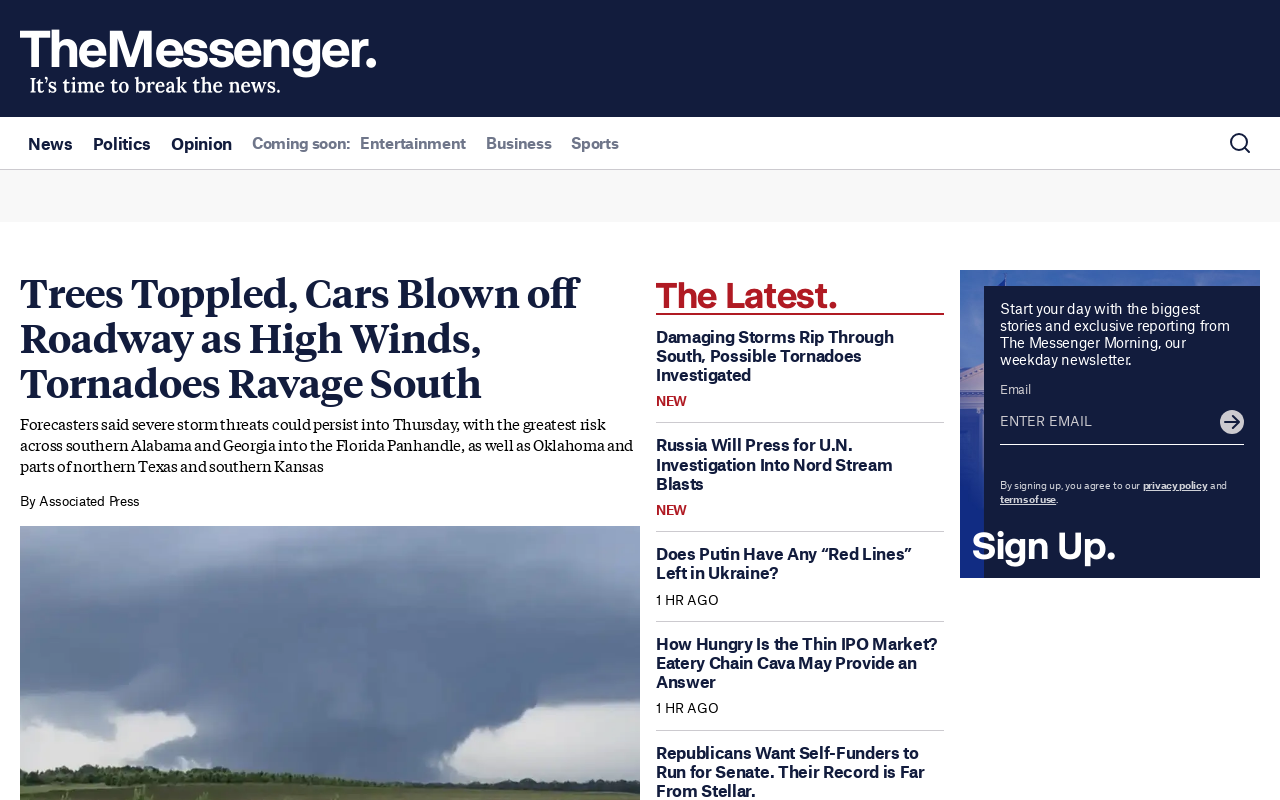 TheMessenger.
It's time to break the news.
News Politics Opinion Coming soon: Entertainment Business Sports
Trees Toppled, Cars Blown off
Roadway as High Winds,
Tornadoes Ravage South
Forecasters said severe storm threats could persist into Thursday, with the greatest risk
across southern Alabama and Georgia into the Florida Panhandle, as well as Oklahoma and
parts of northern Texas and southern Kansas
By Associated Press
The Latest.
Damaging Storms Rip Through
South, Possible Tornadoes
Investigated
NEW
Russia Will Press for U.N.
Investigation Into Nord Stream
Blasts
NEW
Does Putin Have Any “Red Lines”
Left in Ukraine?
1 HR AGO
How Hungry Is the Thin IPO Market?
Eatery Chain Cava May Provide an
Answer
1 HR AGO
Republicans Want Self-Funders to
Run for Senate. Their Record is Far
From Stellar.
Start your day with the biggest
stories and exclusive reporting from
The Messenger Morning, our
weekday newsletter.
Email
ENTER EMAIL
By signing up, you agree to our privacy policy and
terms of use.
Sign Up.